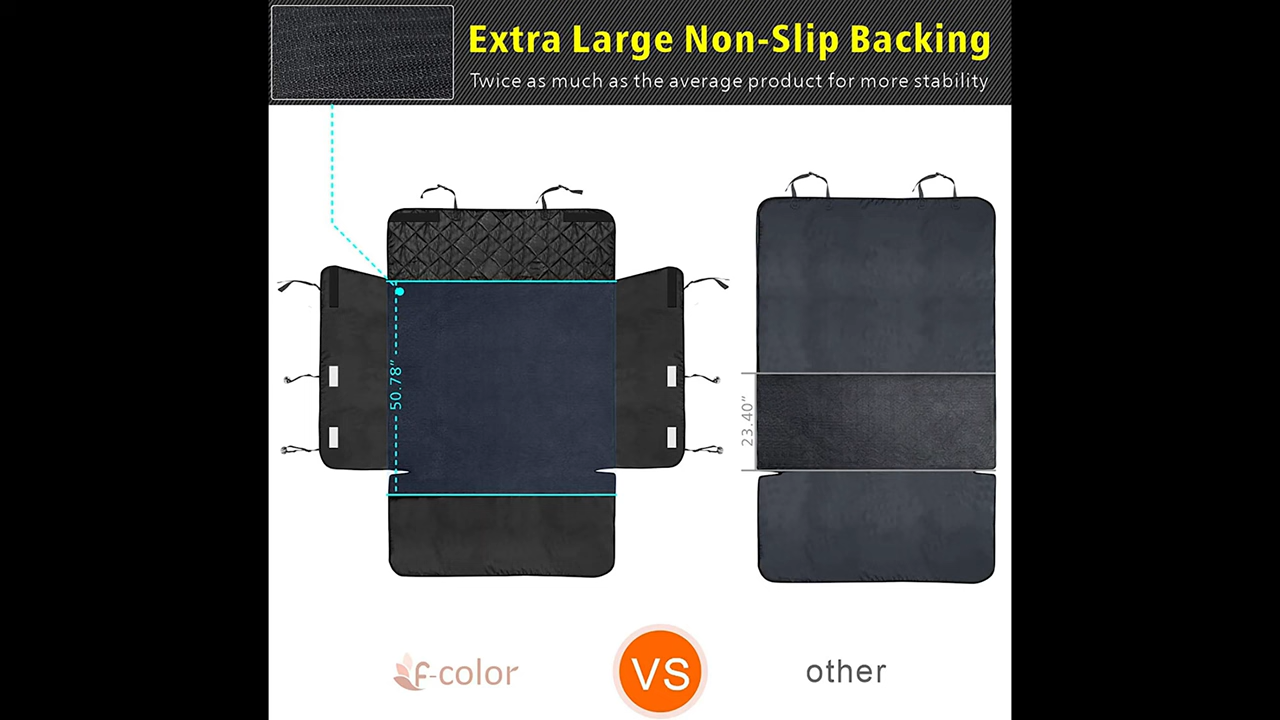 Extra Large Non-Slip Backing
Twice as much as the average product for more stability
50.78"
23.40"
f-color
VS
other